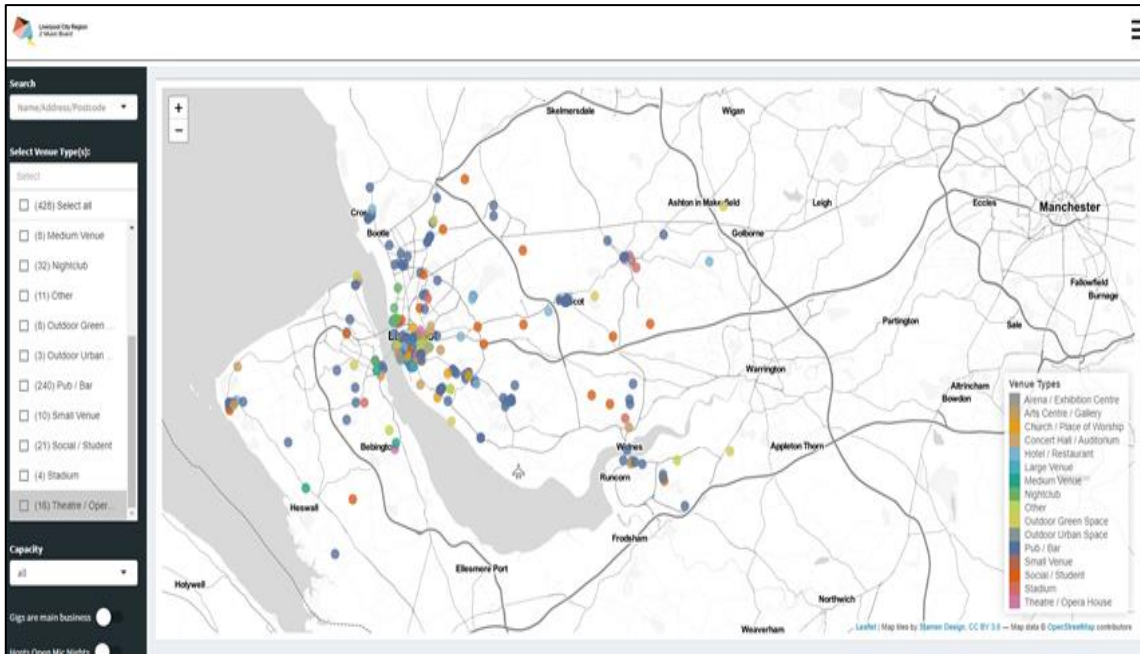 Liverpool City Region
Music Board
Search
Name/Address/Postcode
Select Venue Type(s):
Select
(428) Select all
Medium Venue
(32) Nightclub
(11) Other
Outdoor Green ...
(3) Outdoor Urban ...
(240) Pub / Bar
(10) Small Venue
(21) Social / Student
(4) Stadium
(16) Theatre / Oper...
Capacity
all
Gigs are main business
Hosts Open Mic Nights
+
−
Skelmersdale
Wigan
Ashton in Makerfield
Leigh
Eccles
Manchester
Bootle
Golborne
Fallowfield
Burnage
Partington
Sale
Warrington
Altrincham
Bowdon
Bebington
Widnes
Appleton Thorn
Runcorn
Heswall
Frodsham
Ellesmere Port
Holywell
Northwich
Weaverham
Venue Types
Arena / Exhibition Centre
Arts Centre / Gallery
Church / Place of Worship
Concert Hall / Auditorium
Hotel / Restaurant
Large Venue
Medium Venue
Nightclub
Other
Outdoor Green Space
Outdoor Urban Space
Pub / Bar
Small Venue
Social / Student
Stadium
Theatre / Opera House
Leaflet | Map tiles by Stamen Design, CC BY 3.0 — Map data © OpenStreetMap contributors